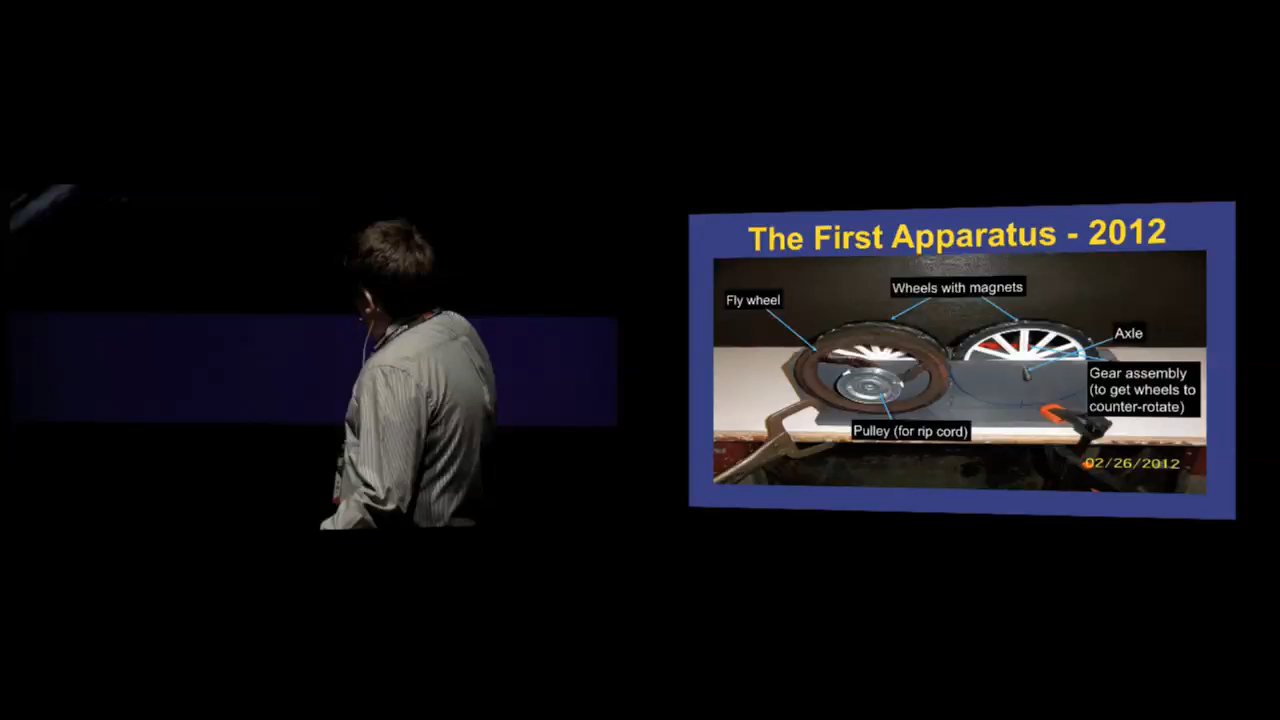 The First Apparatus - 2012
Wheels with magnets
Fly wheel
Axle
Gear assembly
(to get wheels to
counter-rotate)
Pulley (for rip cord)
02/26/2012